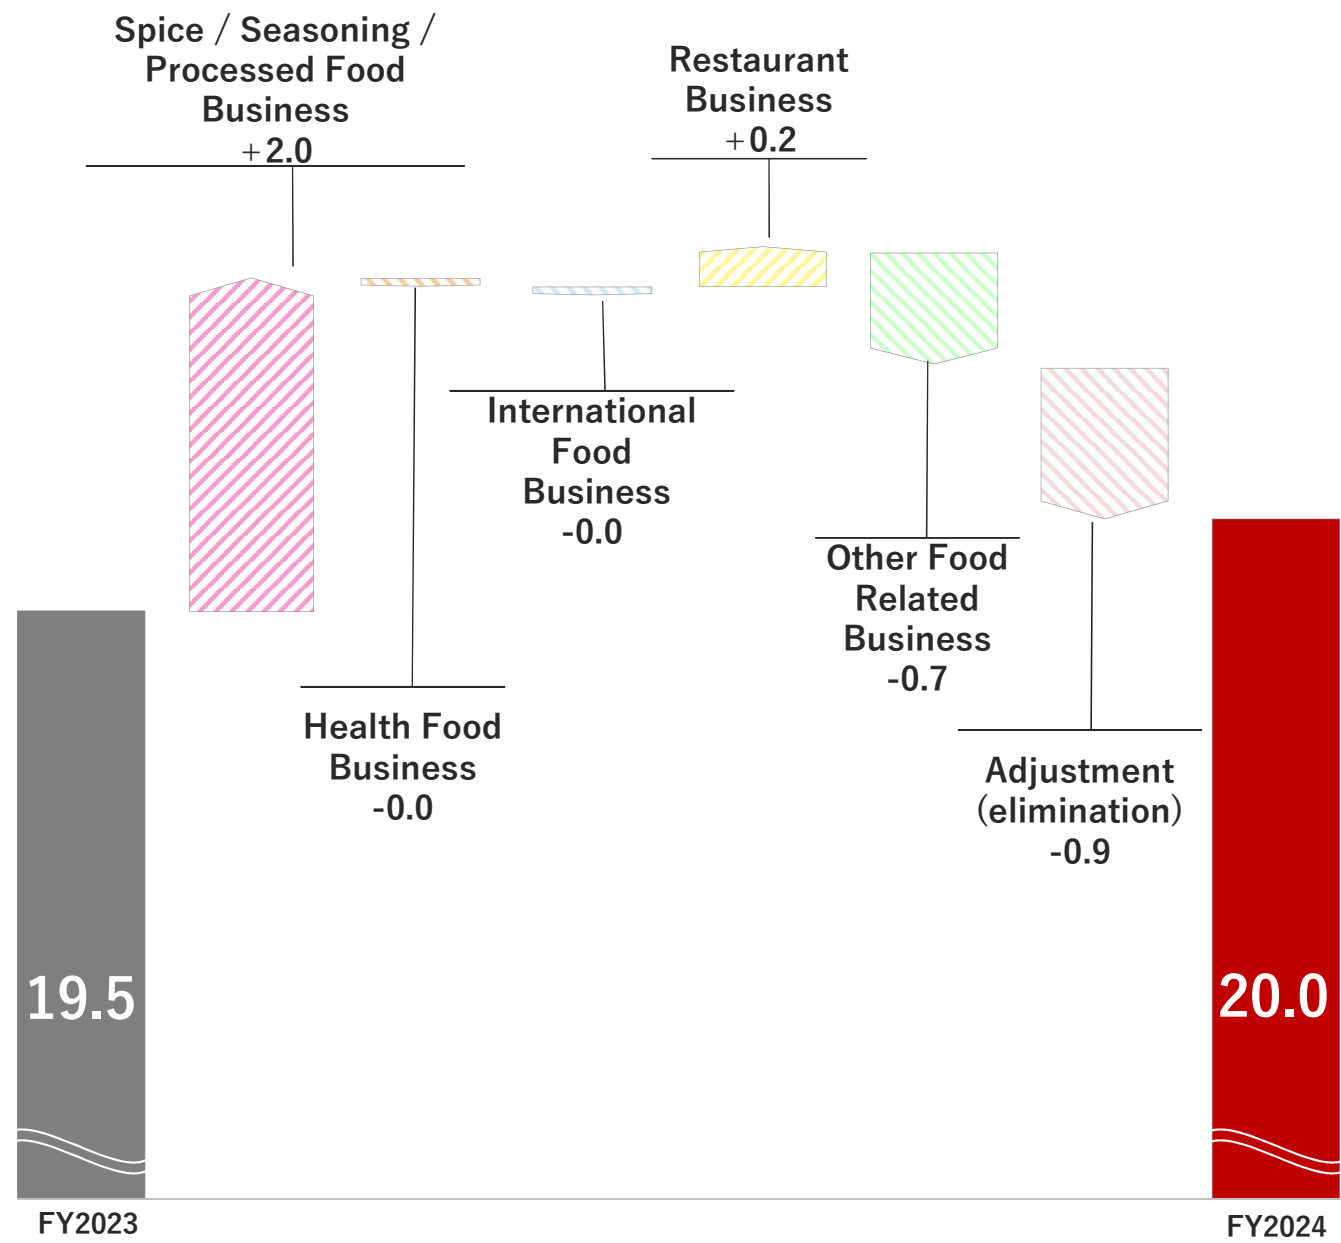 Spice / Seasoning /
Processed Food
Business
+2.0
Restaurant
Business
+0.2
International
Food
Business
-0.0
Other Food
Related
Business
-0.7
Health Food
Business
-0.0
Adjustment
(elimination)
-0.9
19.5
20.0
FY2023
FY2024